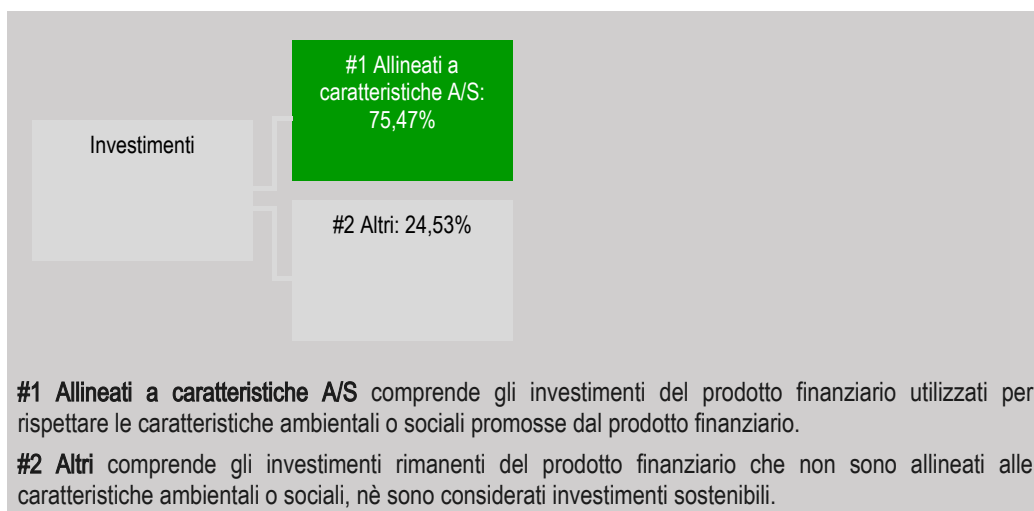 #1 Allineati a
caratteristiche A/S:
75,47%
Investimenti
#2 Altri: 24,53%
#1 Allineati a caratteristiche A/S comprende gli investimenti del prodotto finanziario utilizzati per
rispettare le caratteristiche ambientali o sociali promosse dal prodotto finanziario.
#2 Altri comprende gli investimenti rimanenti del prodotto finanziario che non sono allineati alle
caratteristiche ambientali o sociali, nè sono considerati investimenti sostenibili.